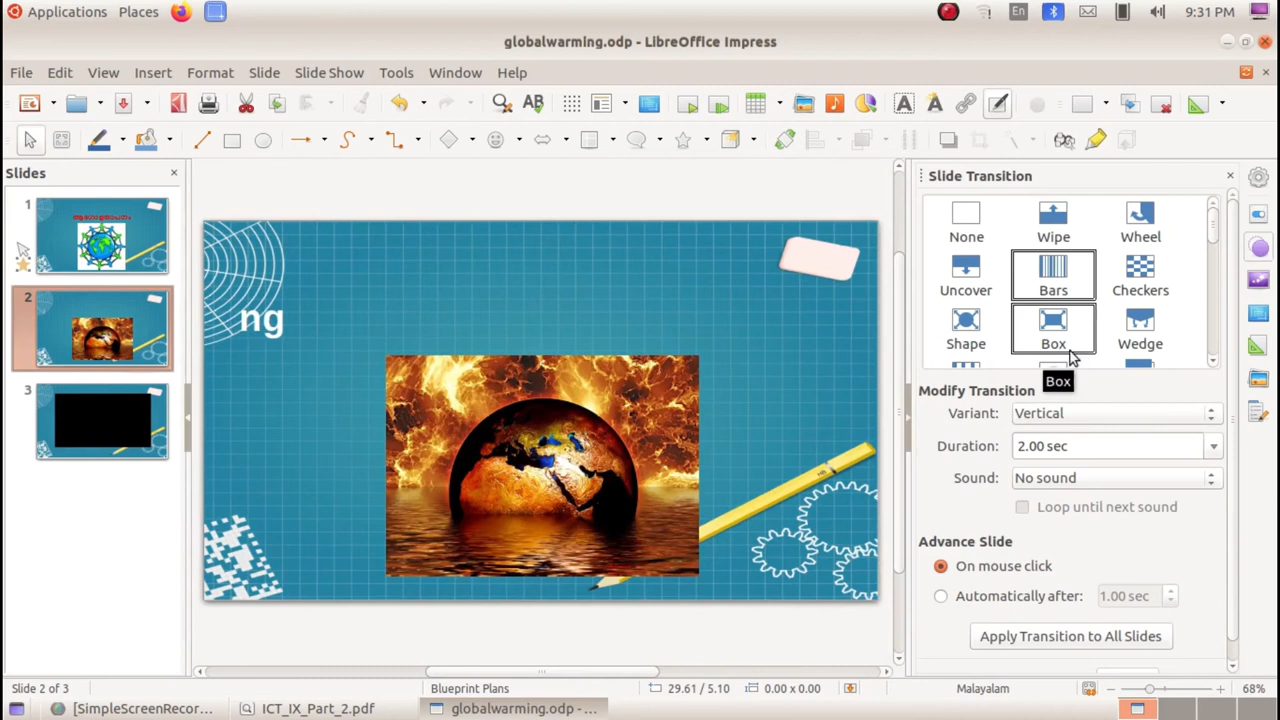 Applications Places En 9:31 PM
globalwarming.odp - LibreOffice Impress
File Edit View Insert Format Slide Slide Show Tools Window Help
Slides
Slide Transition
1
2
3
ng
None Wipe Wheel
Uncover Bars Checkers
Shape Box Wedge
Box
Modify Transition
Variant: Vertical
Duration: 2.00 sec
Sound: No sound
Loop until next sound
Advance Slide
On mouse click
Automatically after: 1.00 sec
Apply Transition to All Slides
Slide 2 of 3 Blueprint Plans 29.61 / 5.10 0.00 x 0.00 Malayalam 68%
[SimpleScreenRecor... ICT_IX_Part_2.pdf globalwarming.odp - ...